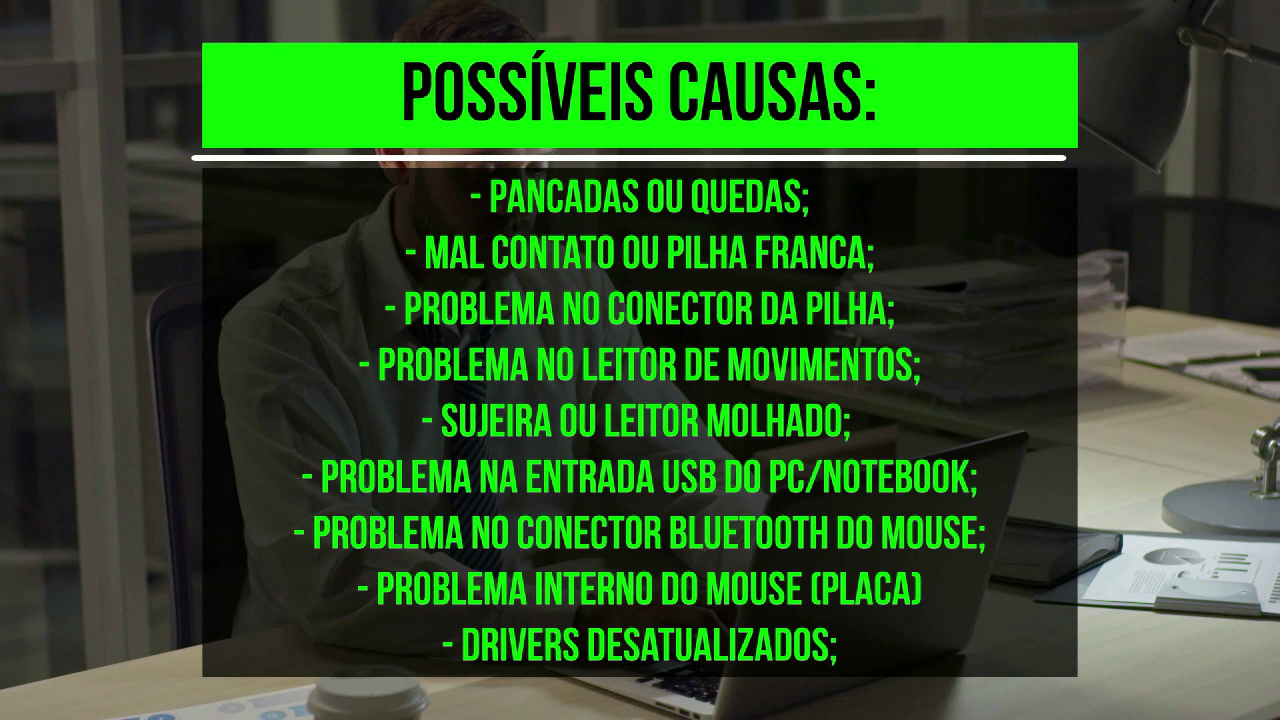 POSSÍVEIS CAUSAS:
- PANCADAS OU QUEDAS;
- MAL CONTATO OU PILHA FRANCA;
- PROBLEMA NO CONECTOR DA PILHA;
- PROBLEMA NO LEITOR DE MOVIMENTOS;
- SUJEIRA OU LEITOR MOLHADO;
- PROBLEMA NA ENTRADA USB DO PC/NOTEBOOK;
- PROBLEMA NO CONECTOR BLUETOOTH DO MOUSE;
- PROBLEMA INTERNO DO MOUSE (PLACA)
- DRIVERS DESATUALIZADOS;